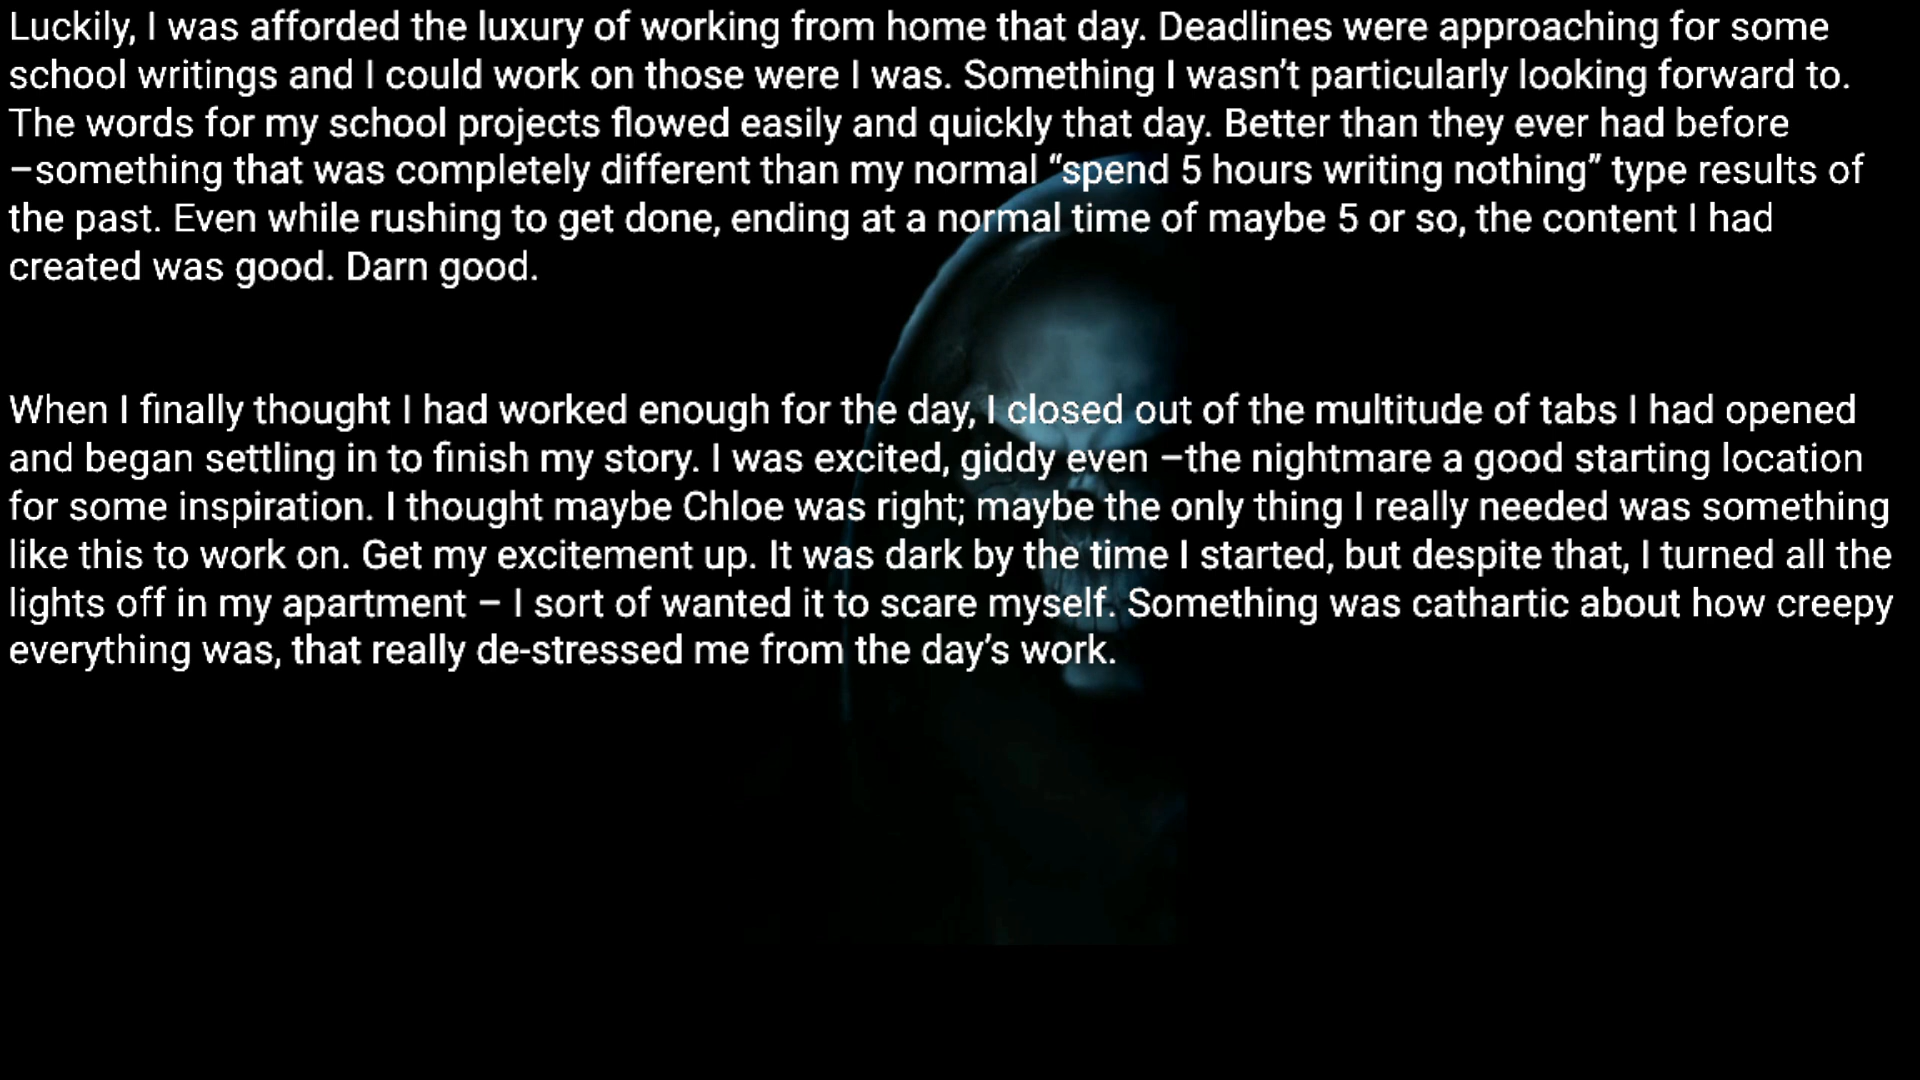 Luckily, I was afforded the luxury of working from home that day. Deadlines were approaching for some
school writings and I could work on those were I was. Something I wasn’t particularly looking forward to.
The words for my school projects flowed easily and quickly that day. Better than they ever had before
–something that was completely different than my normal “spend 5 hours writing nothing” type results of
the past. Even while rushing to get done, ending at a normal time of maybe 5 or so, the content I had
created was good. Darn good.
When I finally thought I had worked enough for the day, I closed out of the multitude of tabs I had opened
and began settling in to finish my story. I was excited, giddy even –the nightmare a good starting location
for some inspiration. I thought maybe Chloe was right; maybe the only thing I really needed was something
like this to work on. Get my excitement up. It was dark by the time I started, but despite that, I turned all the
lights off in my apartment – I sort of wanted it to scare myself. Something was cathartic about how creepy
everything was, that really de-stressed me from the day’s work.